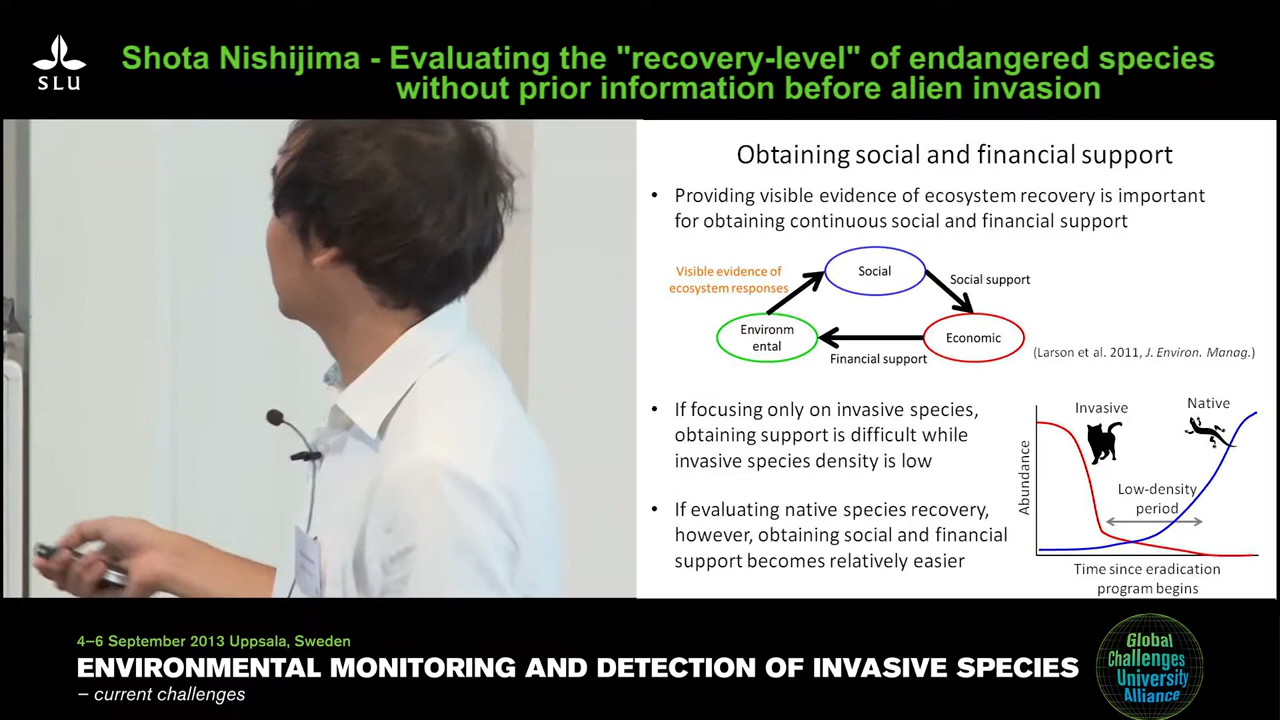 SLU
Shota Nishijima - Evaluating the "recovery-level" of endangered species
without prior information before alien invasion
Obtaining social and financial support
• Providing visible evidence of ecosystem recovery is important
for obtaining continuous social and financial support
Visible evidence of
ecosystem responses
Social
Social support
Environm
ental
Economic
Financial support
(Larson et al. 2011, J. Environ. Manag.)
• If focusing only on invasive species,
obtaining support is difficult while
invasive species density is low
• If evaluating native species recovery,
however, obtaining social and financial
support becomes relatively easier
Invasive
Native
Abundance
Low-density
period
Time since eradication
program begins
4–6 September 2013 Uppsala, Sweden
ENVIRONMENTAL MONITORING AND DETECTION OF INVASIVE SPECIES
– current challenges
Global
Challenges
University
Alliance